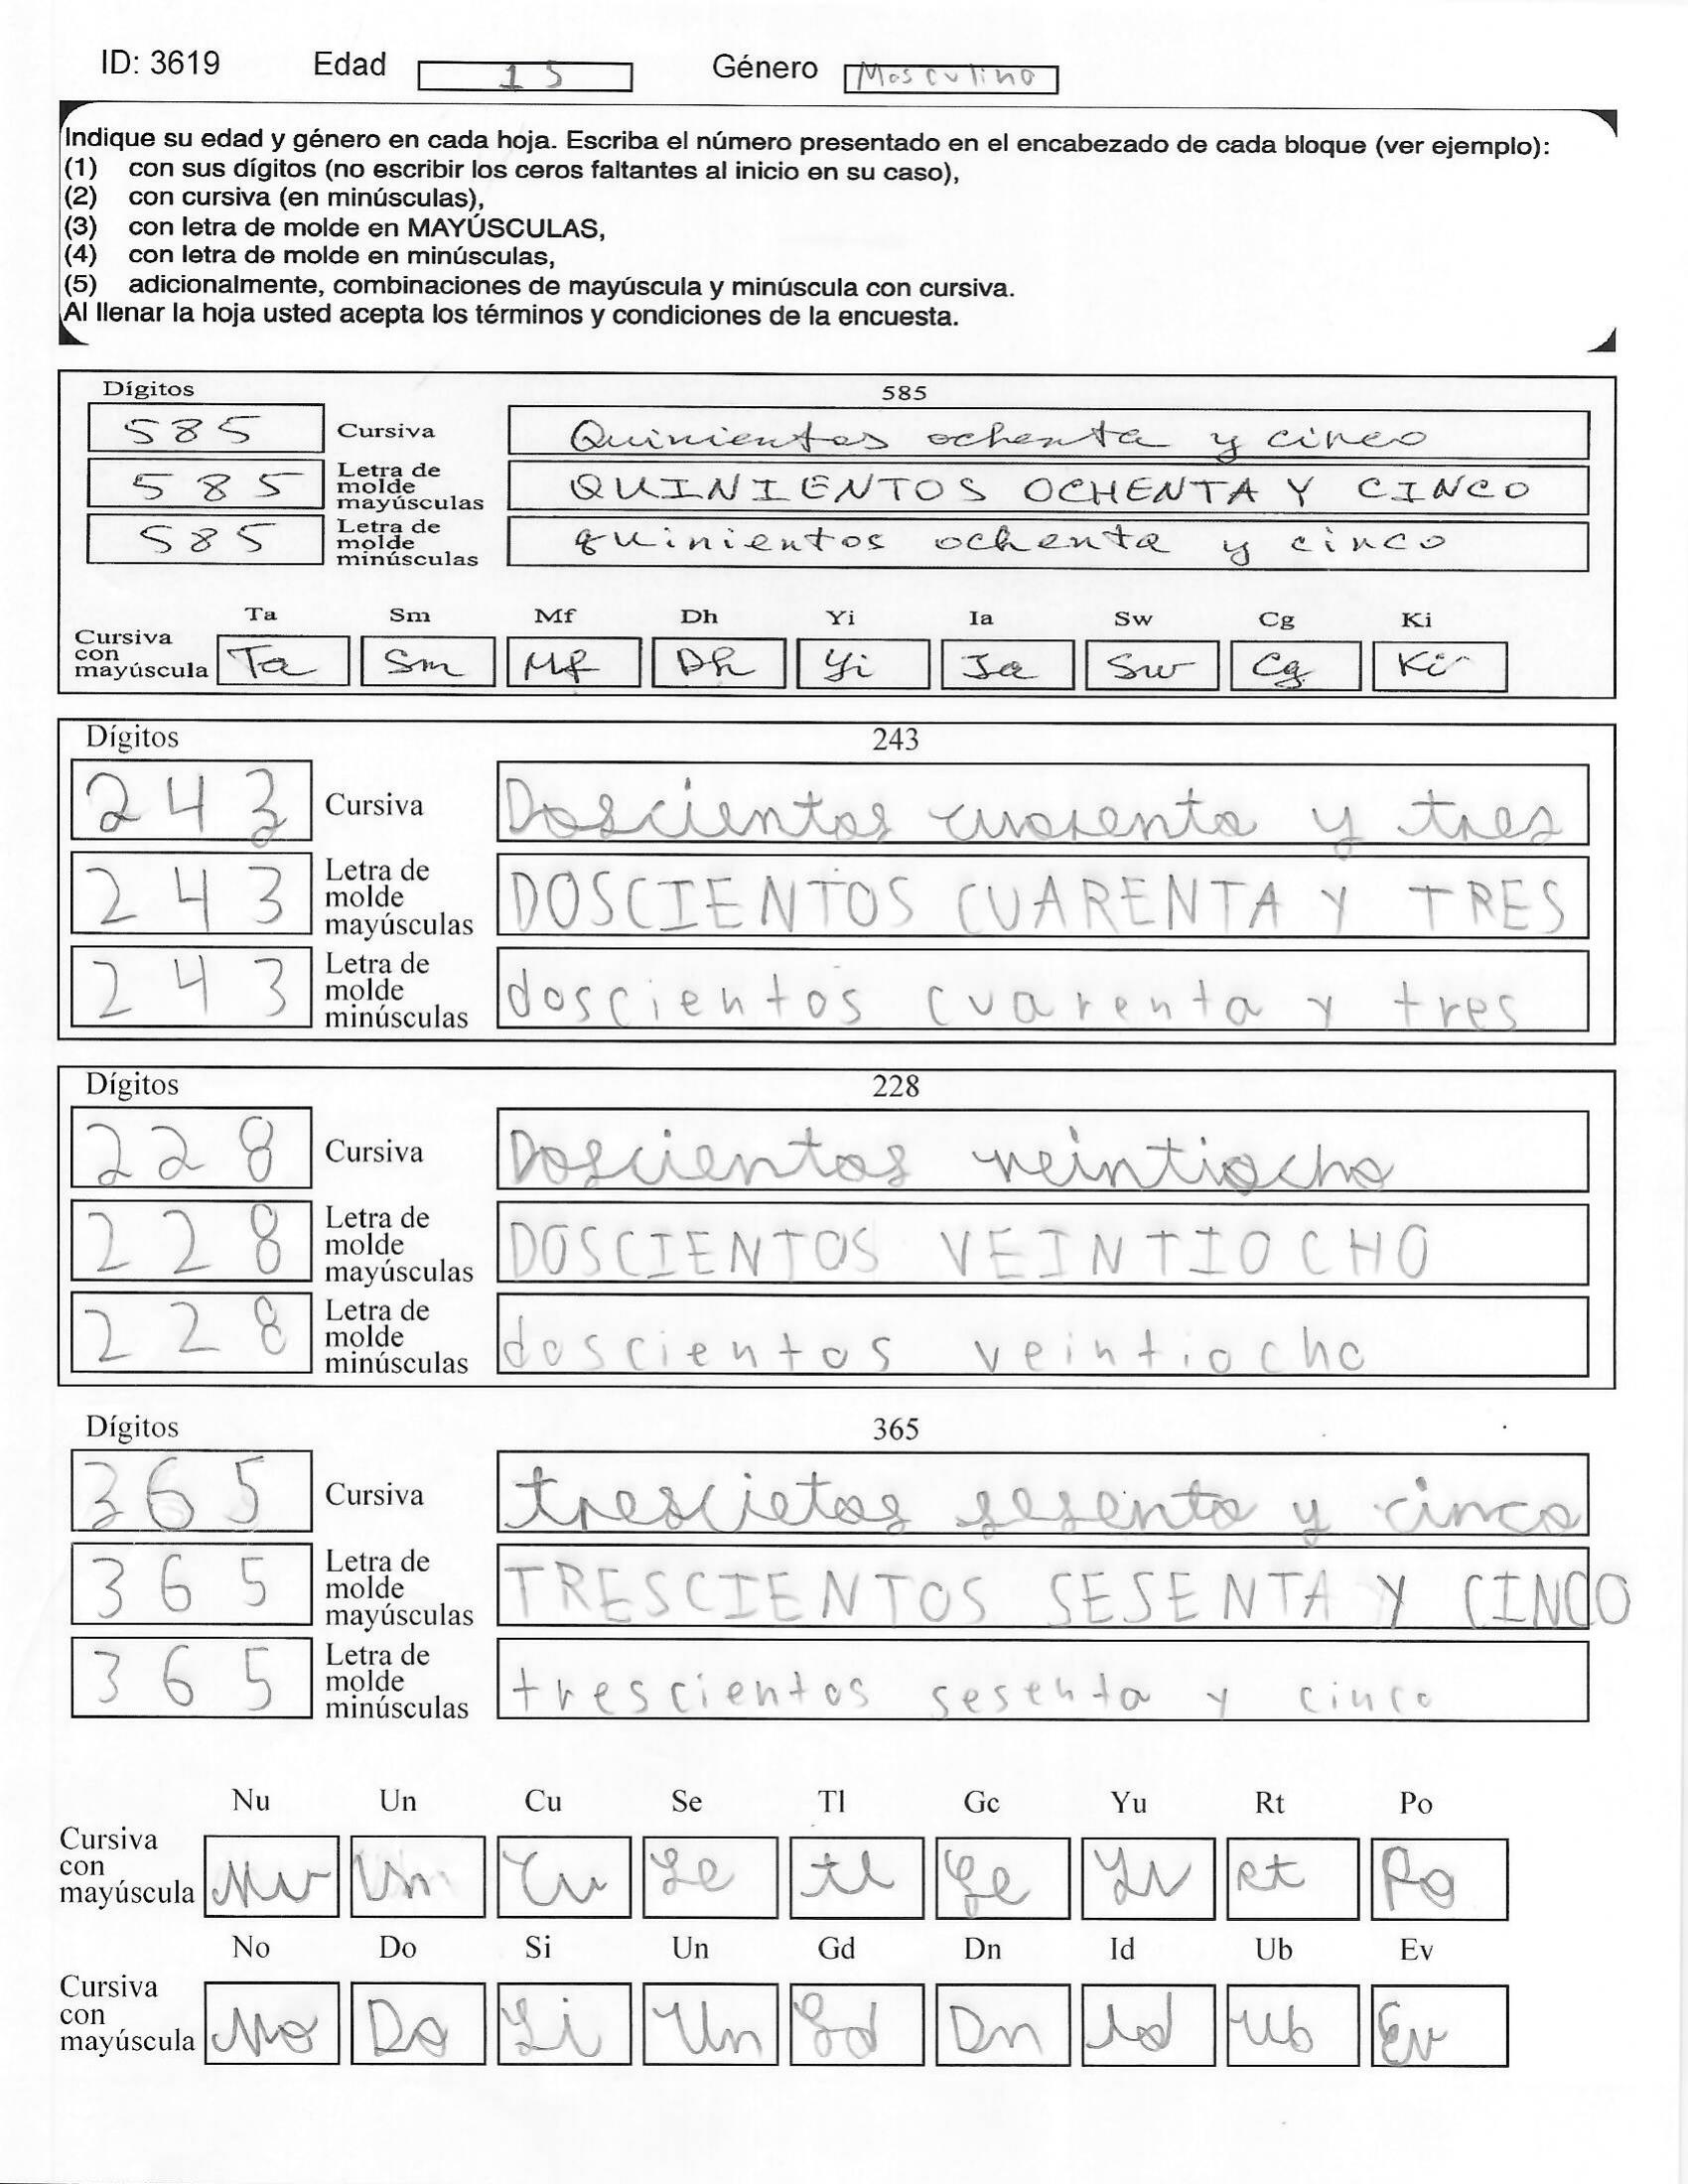 ID: 3619 Edad 15 Género Masculino
Indique su edad y género en cada hoja. Escriba el número presentado en el encabezado de cada bloque (ver ejemplo):
(1) con sus dígitos (no escribir los ceros faltantes al inicio en su caso),
(2) con cursiva (en minúsculas),
(3) con letra de molde en MAYÚSCULAS,
(4) con letra de molde en minúsculas,
(5) adicionalmente, combinaciones de mayúscula y minúscula con cursiva.
Al llenar la hoja usted acepta los términos y condiciones de la encuesta.
Dígitos 585
585 Cursiva Quinientos ochenta y cinco
585 Letra de molde mayúsculas QUINIENTOS OCHENTA Y CINCO
585 Letra de molde minúsculas quinientos ochenta y cinco
Ta Sm Mf Dh Yi Ia Sw Cg Ki
Cursiva con mayúscula Ta Sm Mf Dh Yi Ia Sw Cg Ki
Dígitos 243
243 Cursiva Doscientos cuarenta y tres
243 Letra de molde mayúsculas DOSCIENTOS CUARENTA Y TRES
243 Letra de molde minúsculas doscientos cuarenta y tres
Dígitos 228
228 Cursiva Doscientos veintiocho
228 Letra de molde mayúsculas DOSCIENTOS VEINTIOCHO
228 Letra de molde minúsculas doscientos veintiocho
Dígitos 365
365 Cursiva trescietos sesenta y cinco
365 Letra de molde mayúsculas TRESCIENTOS SESENTA Y CINCO
365 Letra de molde minúsculas trescientos sesenta y cinco
Nu Un Cu Se Tl Gc Yu Rt Po
Cursiva con mayúscula Nu Un Cu Se tl Ge Yu Rt Po
No Do Si Un Gd Dn Id Ub Ev
Cursiva con mayúscula No Do Si Un Gd Dn Id Ub Ev